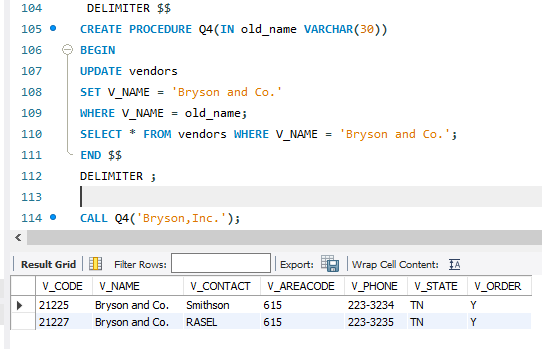 104 DELIMITER $$
105 CREATE PROCEDURE Q4(IN old_name VARCHAR(30))
106 BEGIN
107 UPDATE vendors
108 SET V_NAME = 'Bryson and Co.'
109 WHERE V_NAME = old_name;
110 SELECT * FROM vendors WHERE V_NAME = 'Bryson and Co.';
111 END $$
112 DELIMITER ;
113
114 CALL Q4('Bryson,Inc.');
Result Grid Filter Rows: Export: Wrap Cell Content: IA
V_CODE V_NAME V_CONTACT V_AREACODE V_PHONE V_STATE V_ORDER
21225 Bryson and Co. Smithson 615 223-3234 TN Y
21227 Bryson and Co. RASEL 615 223-3235 TN Y